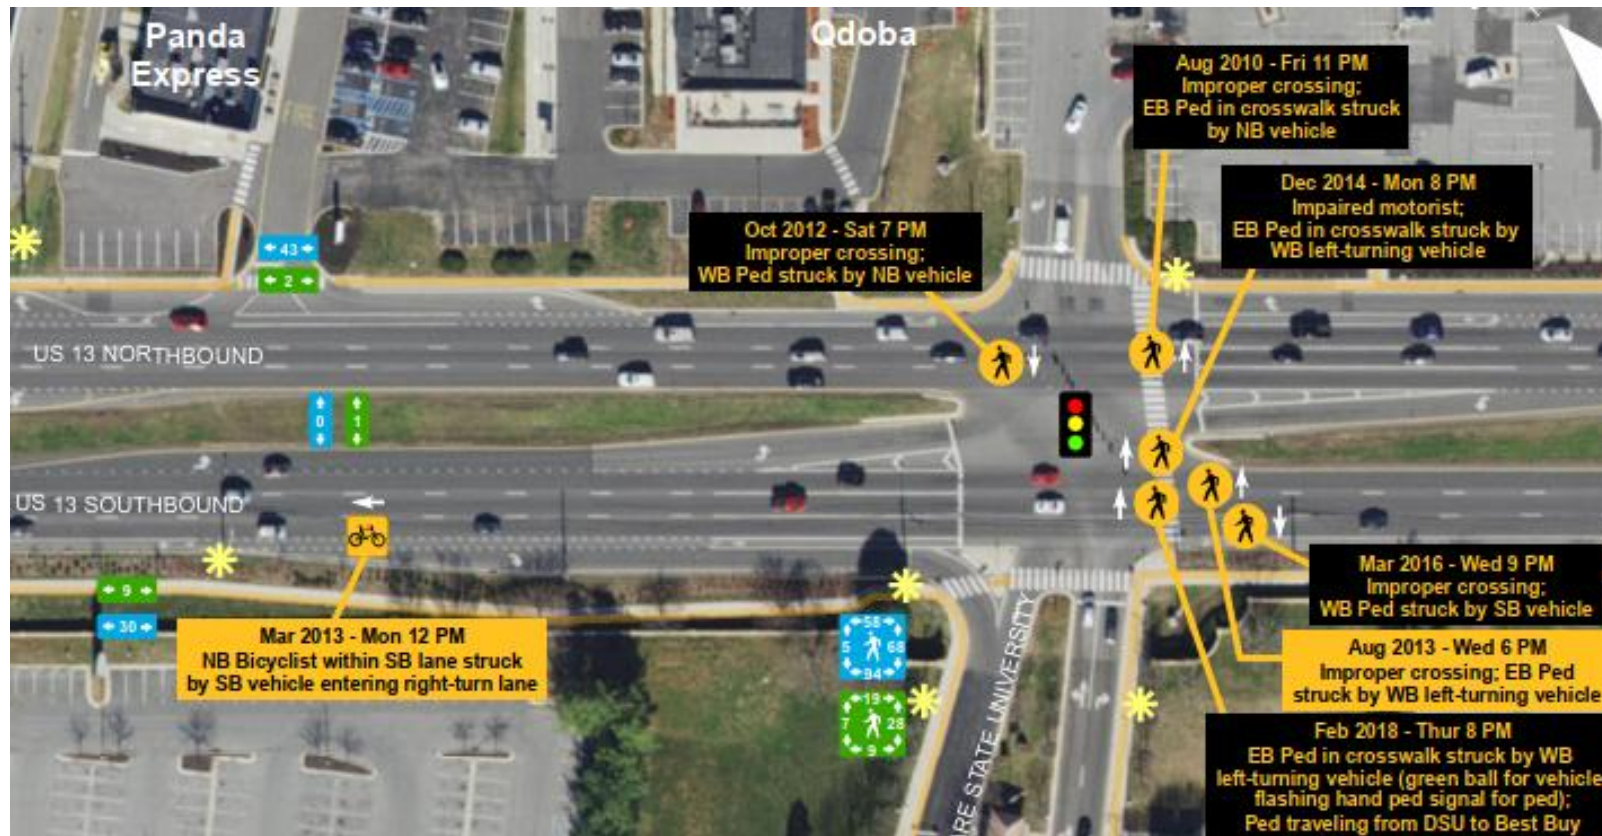 Panda
Express
Qdoba
Aug 2010 - Fri 11 PM
Improper crossing;
EB Ped in crosswalk struck
by NB vehicle
Dec 2014 - Mon 8 PM
Impaired motorist;
EB Ped in crosswalk struck by
WB left-turning vehicle
Oct 2012 - Sat 7 PM
Improper crossing;
WB Ped struck by NB vehicle
43
2
US 13 NORTHBOUND
0 1
US 13 SOUTHBOUND
9
30
Mar 2013 - Mon 12 PM
NB Bicyclist within SB lane struck
by SB vehicle entering right-turn lane
58
5 68
94
19
7 28
9
RE STATE UNIVERSITY
Mar 2016 - Wed 9 PM
Improper crossing;
WB Ped struck by SB vehicle
Aug 2013 - Wed 6 PM
Improper crossing; EB Ped
struck by WB left-turning vehicle
Feb 2018 - Thur 8 PM
EB Ped in crosswalk struck by WB
left-turning vehicle (green ball for vehicle
flashing hand ped signal for ped);
Ped traveling from DSU to Best Buy